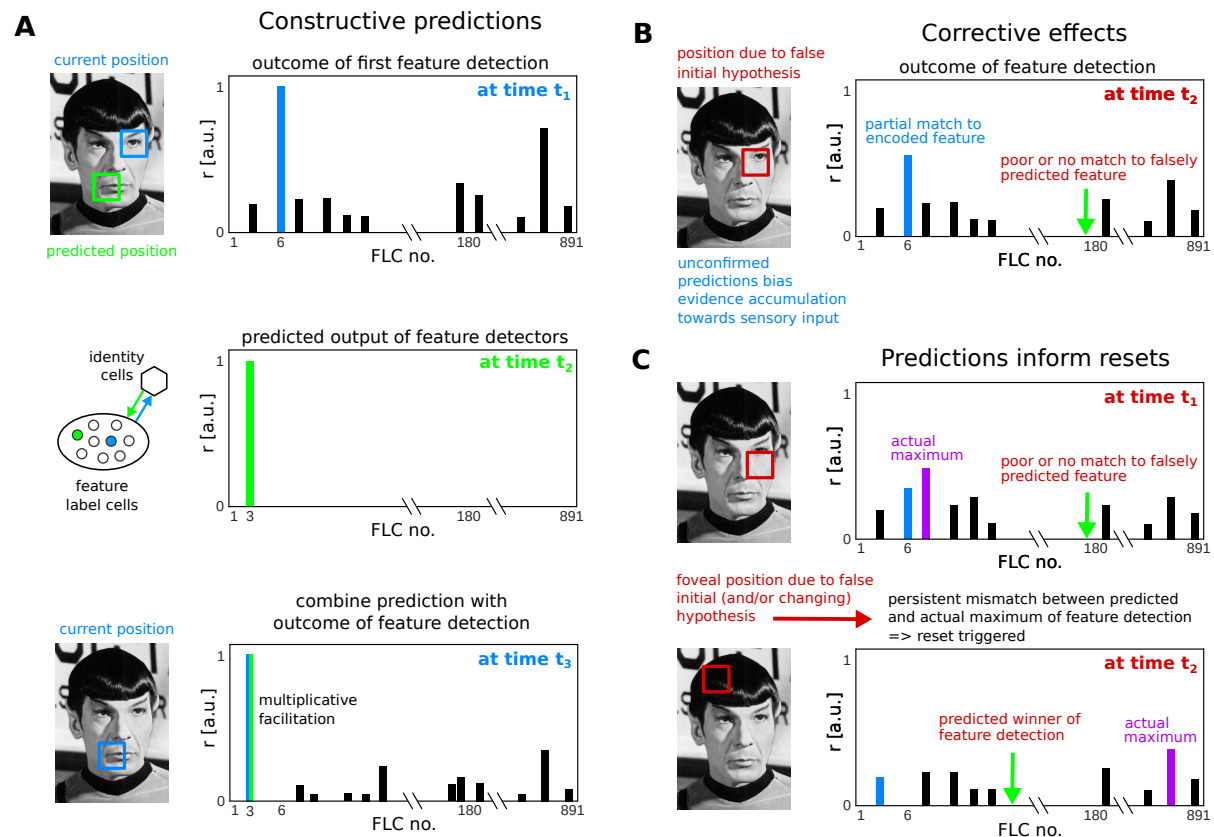 A
Constructive predictions
current position
predicted position
outcome of first feature detection
at time t₁
r [a.u.]
1
0
1
6
180
891
FLC no.
identity
cells
feature
label cells
predicted output of feature detectors
at time t₂
r [a.u.]
1
0
1
3
180
891
FLC no.
current position
combine prediction with
outcome of feature detection
at time t₃
multiplicative
facilitation
r [a.u.]
1
0
1
3
6
180
891
FLC no.
B
Corrective effects
position due to false
initial hypothesis
unconfirmed
predictions bias
evidence accumulation
towards sensory input
outcome of feature detection
at time t₂
partial match to
encoded feature
poor or no match to falsely
predicted feature
r [a.u.]
1
0
1
6
180
891
FLC no.
C
Predictions inform resets
at time t₁
actual
maximum
poor or no match to falsely
predicted feature
r [a.u.]
1
0
1
6
180
891
FLC no.
foveal position due to false
initial (and/or changing)
hypothesis
persistent mismatch between predicted
and actual maximum of feature detection
=> reset triggered
at time t₂
predicted winner of
feature detection
actual
maximum
r [a.u.]
1
0
1
6
180
891
FLC no.